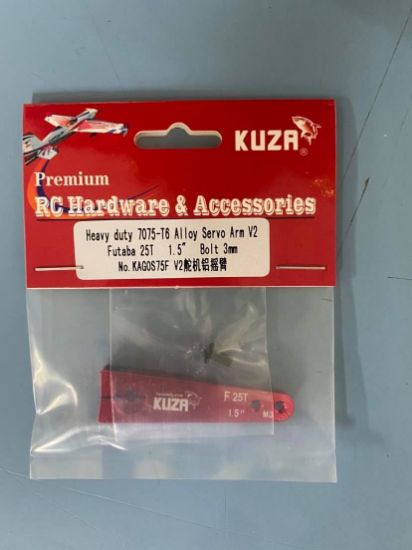 KUZA
®
Premium
RC Hardware & Accessories
Heavy duty 7075-T6 Alloy Servo Arm V2
Futaba 25T 1.5" Bolt 3mm
No.KAGOS75F V2舵机铝摇臂
KUZA
F 25T
1.5"
M3